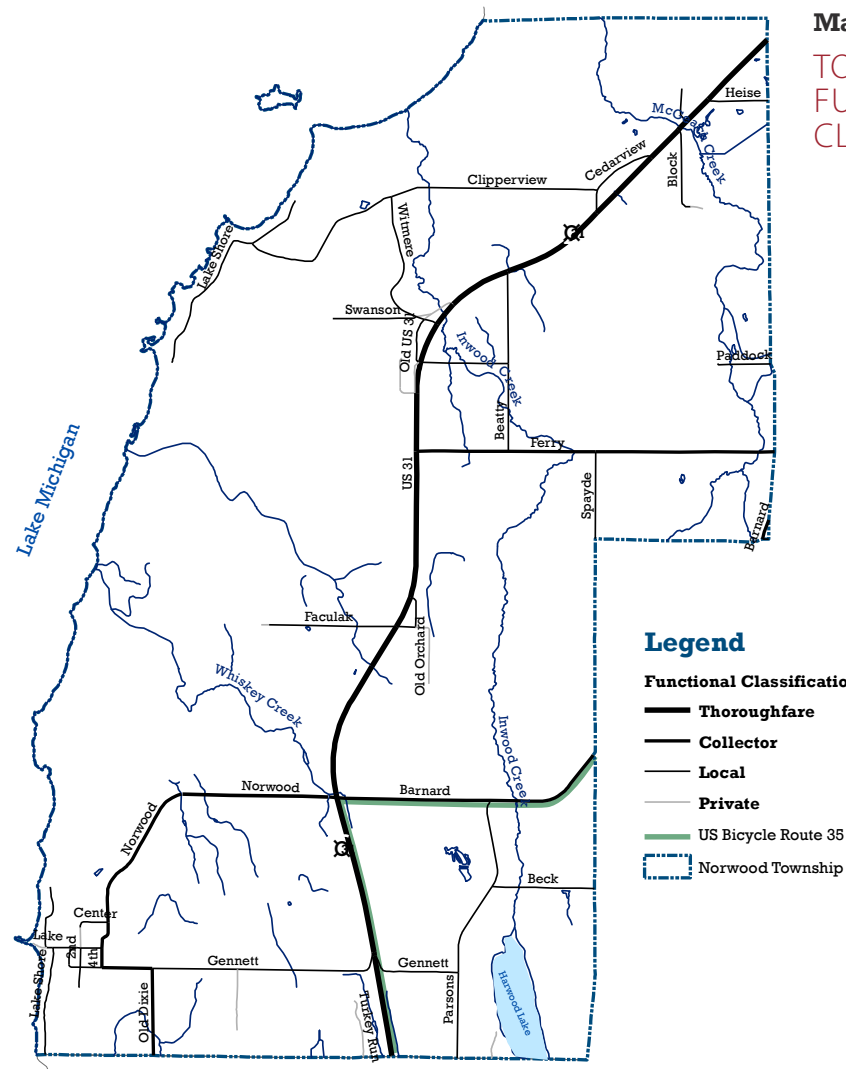 Ma
TO
FU
CL
Heise
McGeach Creek
Cedarview
Block
Clipperview
Witmere
Lake Shore
Swanson
Old US 31
Inwood Creek
Paddock
Beatty
Ferry
Lake Michigan
US 31
Spayde
Barnard
Faculak
Old Orchard
Legend
Functional Classificatio
Thoroughfare
Collector
Local
Private
US Bicycle Route 35
Norwood Township
Whiskey Creek
Inwood Creek
Norwood
Barnard
Norwood
Beck
Center
Lake
2nd
4th
Gennett
Gennett
Lake Shore
Old Dixie
Turkey Run
Parsons
Harwood Lake